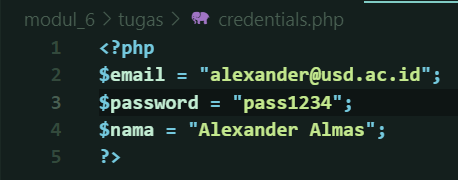 modul_6 > tugas > credentials.php
1 <?php
2 $email = "alexander@usd.ac.id";
3 $password = "pass1234";
4 $nama = "Alexander Almas";
5 ?>